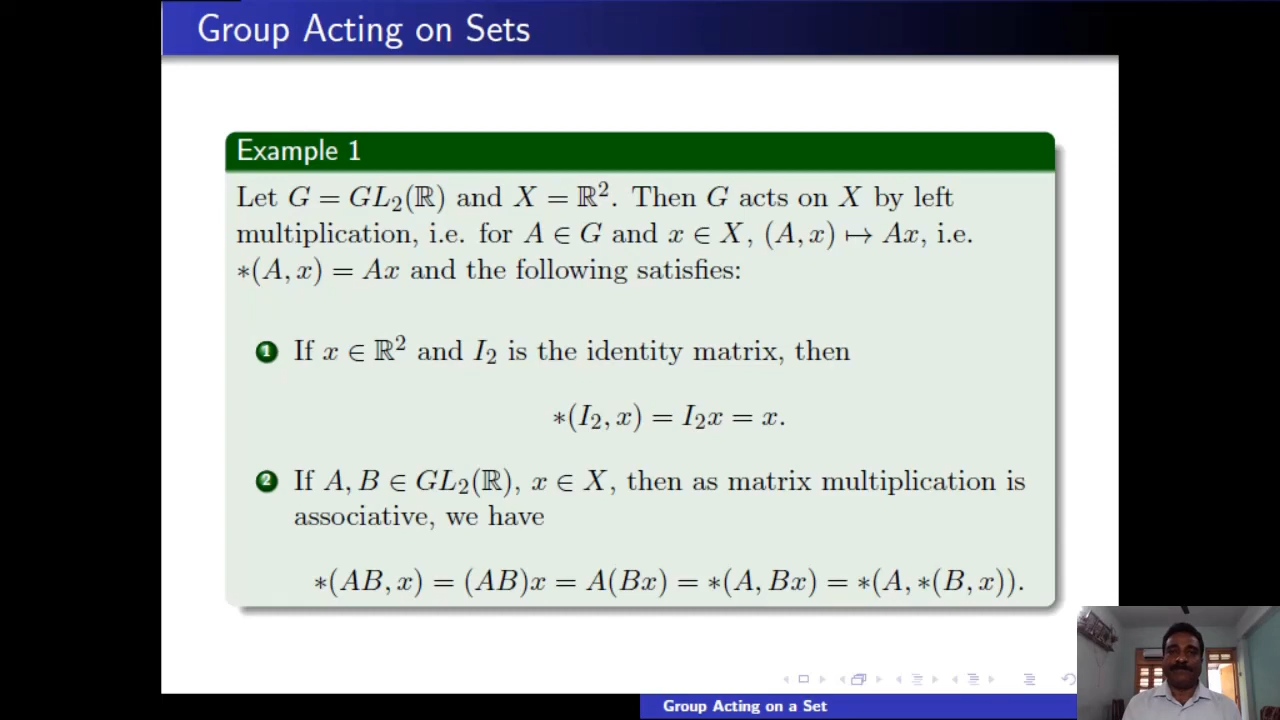 Group Acting on Sets
Example 1
Let G = GL₂(ℝ) and X = ℝ². Then G acts on X by left
multiplication, i.e. for A ∈ G and x ∈ X, (A, x) ↦ Ax, i.e.
∗(A, x) = Ax and the following satisfies:
1 If x ∈ ℝ² and I₂ is the identity matrix, then
∗(I₂, x) = I₂x = x.
2 If A, B ∈ GL₂(ℝ), x ∈ X, then as matrix multiplication is
associative, we have
∗(AB, x) = (AB)x = A(Bx) = ∗(A, Bx) = ∗(A, ∗(B, x)).
Group Acting on a Set